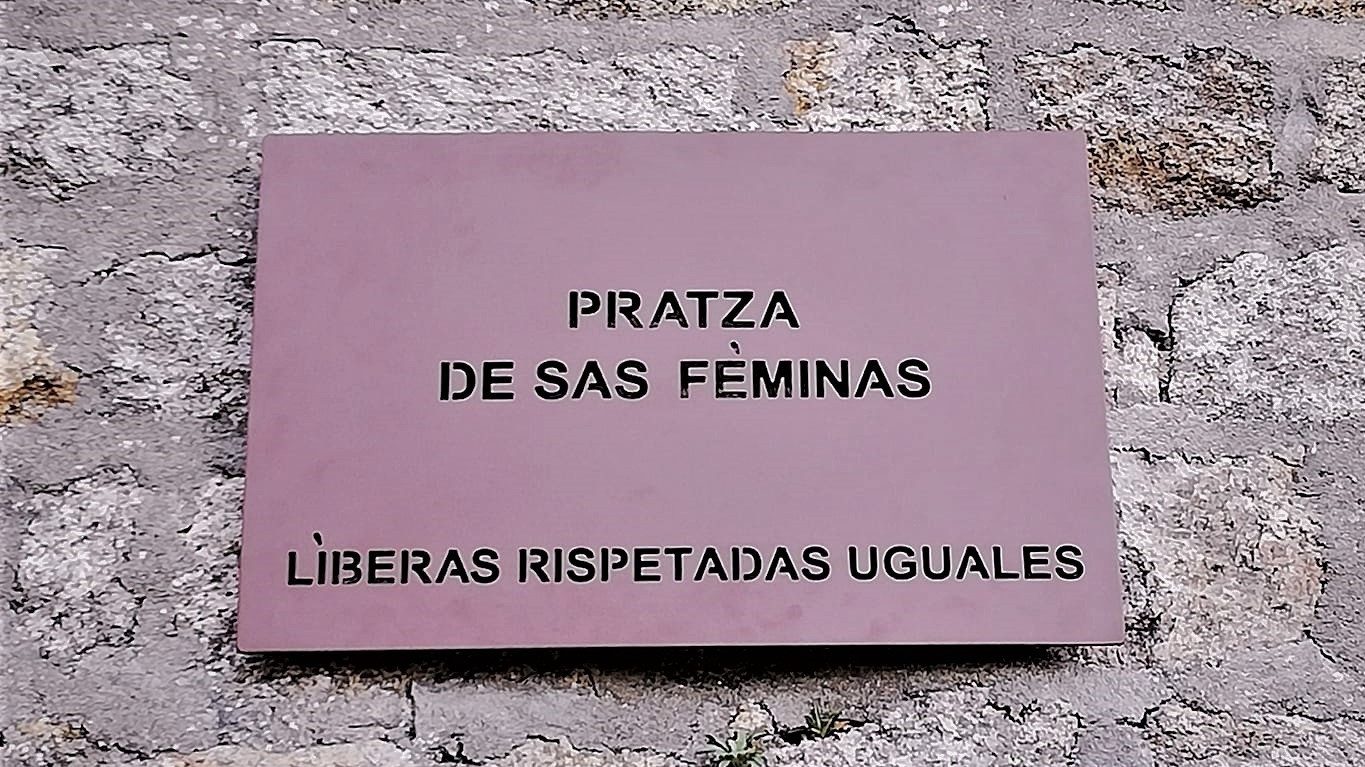 PRATZA
DE SAS FÈMINAS
LÌBERAS RISPETADAS UGUALES